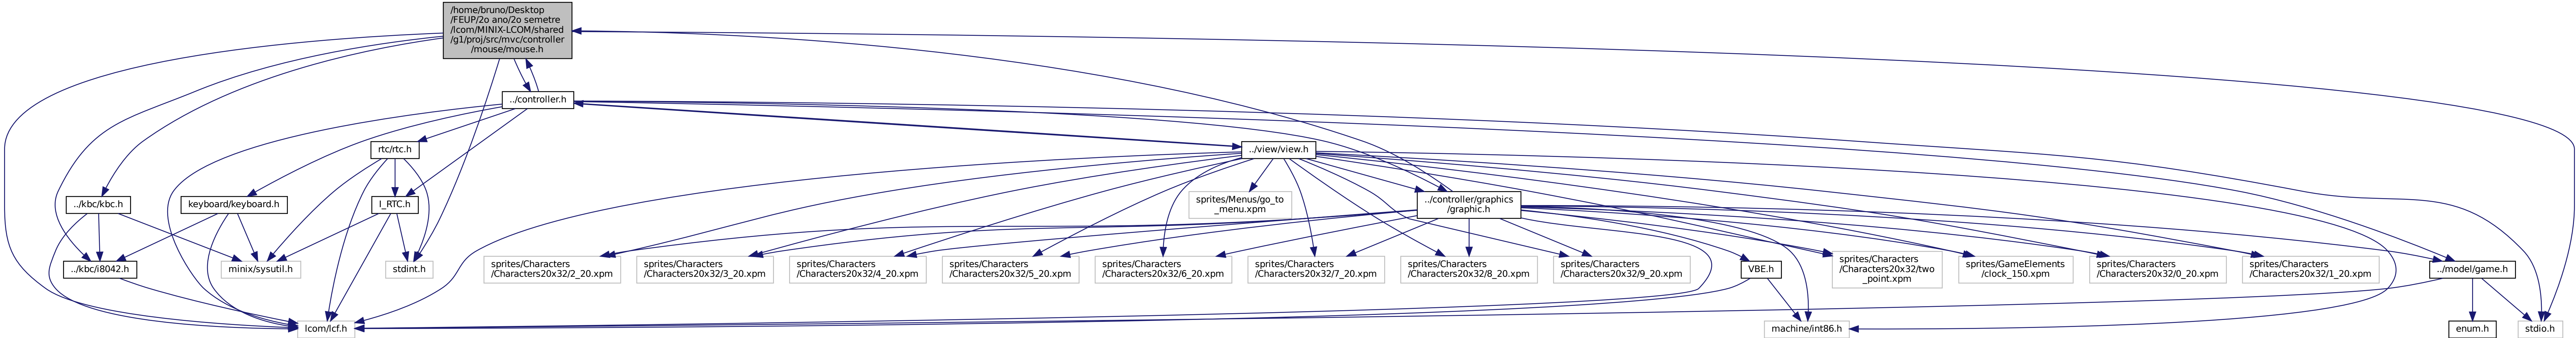 /home/bruno/Desktop
/FEUP/2o ano/2o semetre
/lcom/MINIX-LCOM/shared
/g1/proj/src/mvc/controller
/mouse/mouse.h
../controller.h
rtc/rtc.h
../view/view.h
../kbc/kbc.h
keyboard/keyboard.h
I_RTC.h
sprites/Menus/go_to
_menu.xpm
../controller/graphics
/graphic.h
../kbc/i8042.h
minix/sysutil.h
stdint.h
sprites/Characters
/Characters20x32/2_20.xpm
sprites/Characters
/Characters20x32/3_20.xpm
sprites/Characters
/Characters20x32/4_20.xpm
sprites/Characters
/Characters20x32/5_20.xpm
sprites/Characters
/Characters20x32/6_20.xpm
sprites/Characters
/Characters20x32/7_20.xpm
sprites/Characters
/Characters20x32/8_20.xpm
sprites/Characters
/Characters20x32/9_20.xpm
VBE.h
sprites/Characters
/Characters20x32/two
_point.xpm
sprites/GameElements
/clock_150.xpm
sprites/Characters
/Characters20x32/0_20.xpm
sprites/Characters
/Characters20x32/1_20.xpm
../model/game.h
lcom/lcf.h
machine/int86.h
enum.h
stdio.h